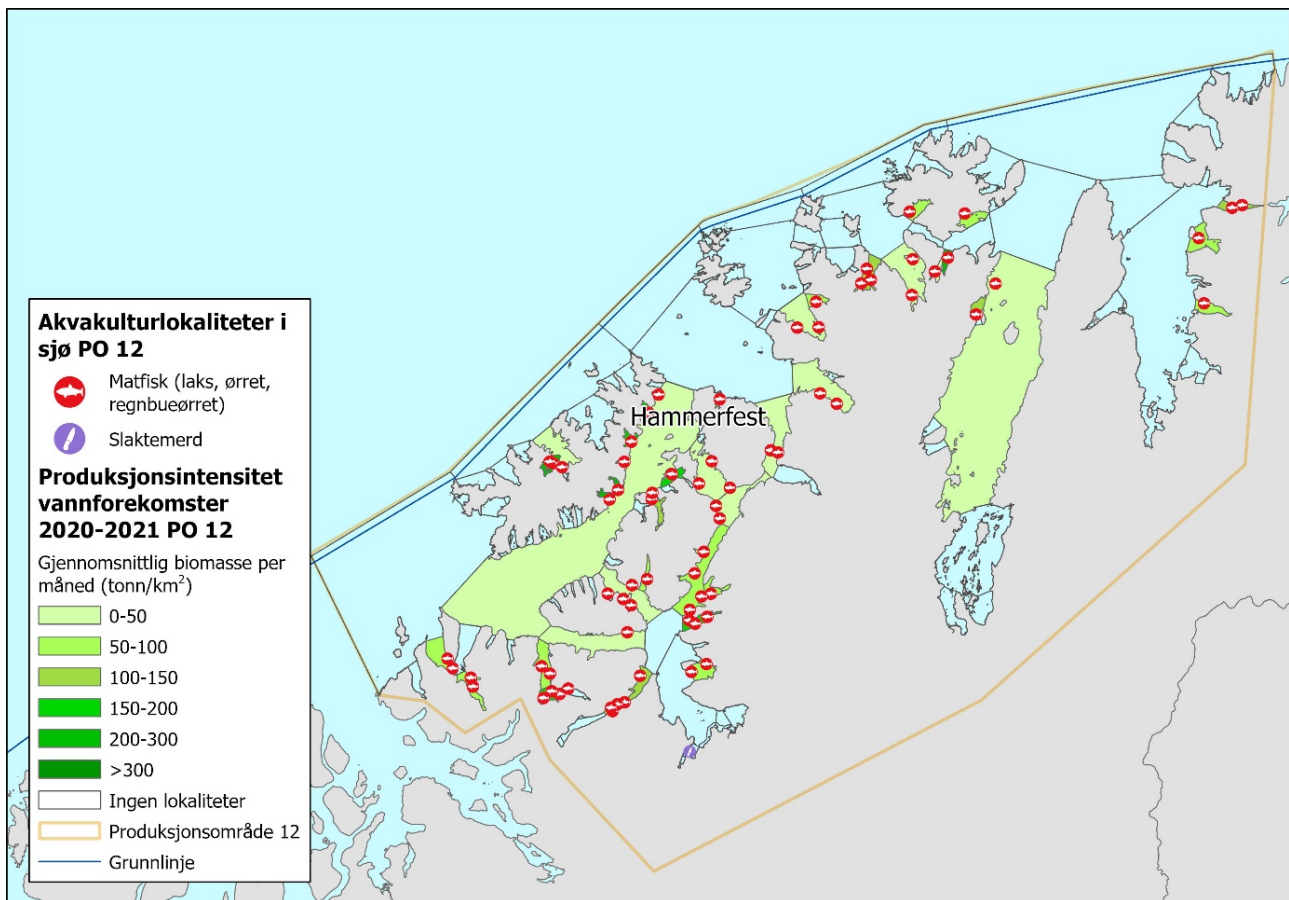 Hammerfest
Akvakulturlokaliteter i
sjø PO 12
Matfisk (laks, ørret,
regnbueørret)
Slaktemerd
Produksjonsintensitet
vannforekomster
2020-2021 PO 12
Gjennomsnittlig biomasse per
måned (tonn/km²)
0-50
50-100
100-150
150-200
200-300
>300
Ingen lokaliteter
Produksjonsområde 12
Grunnlinje